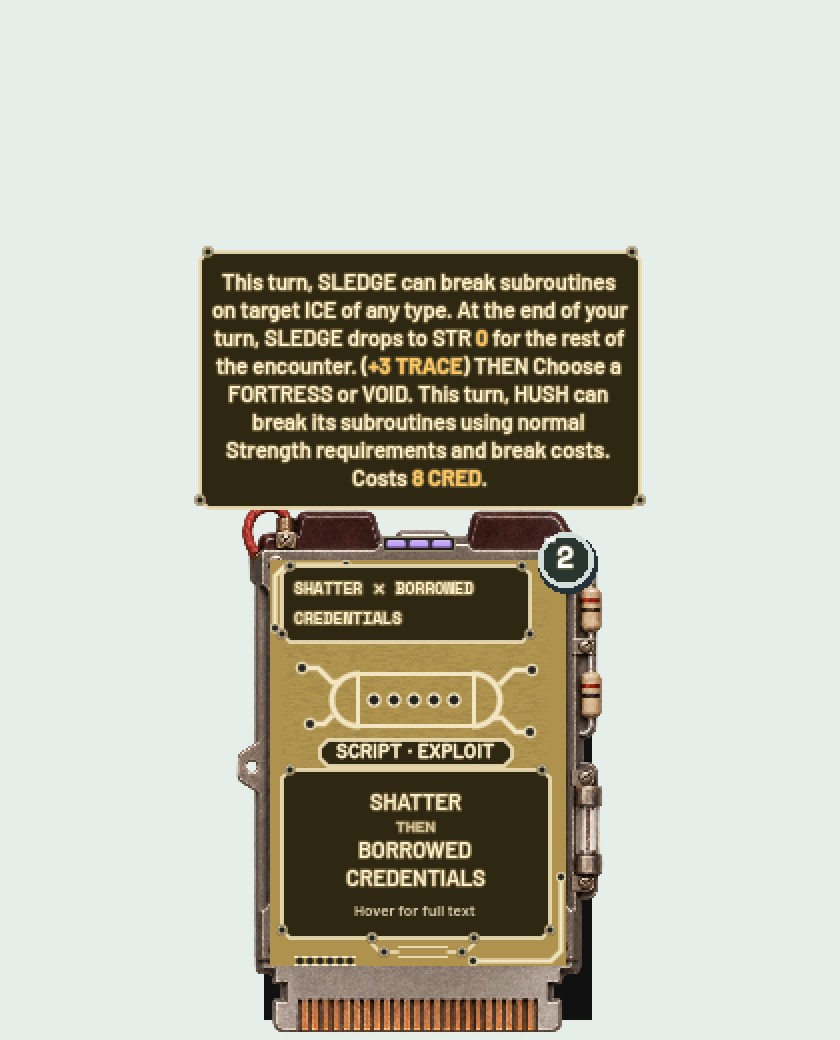 This turn, SLEDGE can break subroutines
on target ICE of any type. At the end of your
turn, SLEDGE drops to STR 0 for the rest of
the encounter. (+3 TRACE) THEN Choose a
FORTRESS or VOID. This turn, HUSH can
break its subroutines using normal
Strength requirements and break costs.
Costs 8 CRED.
2
SHATTER × BORROWED
CREDENTIALS
SCRIPT · EXPLOIT
SHATTER
THEN
BORROWED
CREDENTIALS
Hover for full text